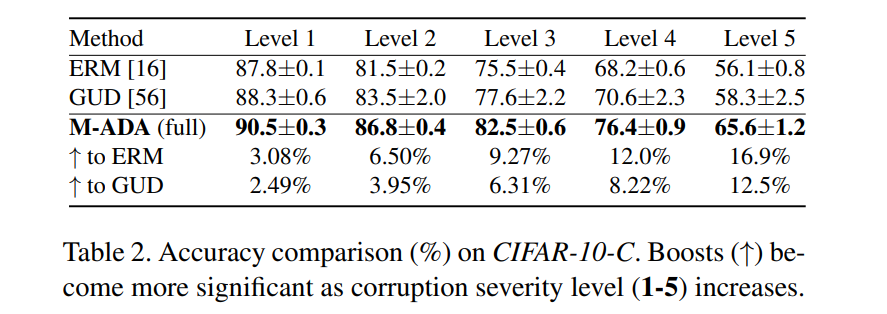 Method Level 1 Level 2 Level 3 Level 4 Level 5
ERM [16] 87.8±0.1 81.5±0.2 75.5±0.4 68.2±0.6 56.1±0.8
GUD [56] 88.3±0.6 83.5±2.0 77.6±2.2 70.6±2.3 58.3±2.5
M-ADA (full) 90.5±0.3 86.8±0.4 82.5±0.6 76.4±0.9 65.6±1.2
↑ to ERM 3.08% 6.50% 9.27% 12.0% 16.9%
↑ to GUD 2.49% 3.95% 6.31% 8.22% 12.5%
Table 2. Accuracy comparison (%) on CIFAR-10-C. Boosts (↑) be-
come more significant as corruption severity level (1-5) increases.